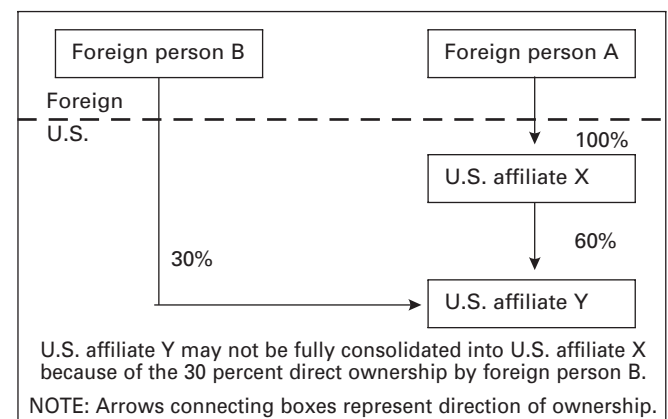 Foreign person B
Foreign person A
Foreign
U.S.
100%
U.S. affiliate X
60%
30%
U.S. affiliate Y
U.S. affiliate Y may not be fully consolidated into U.S. affiliate X
because of the 30 percent direct ownership by foreign person B.
NOTE: Arrows connecting boxes represent direction of ownership.